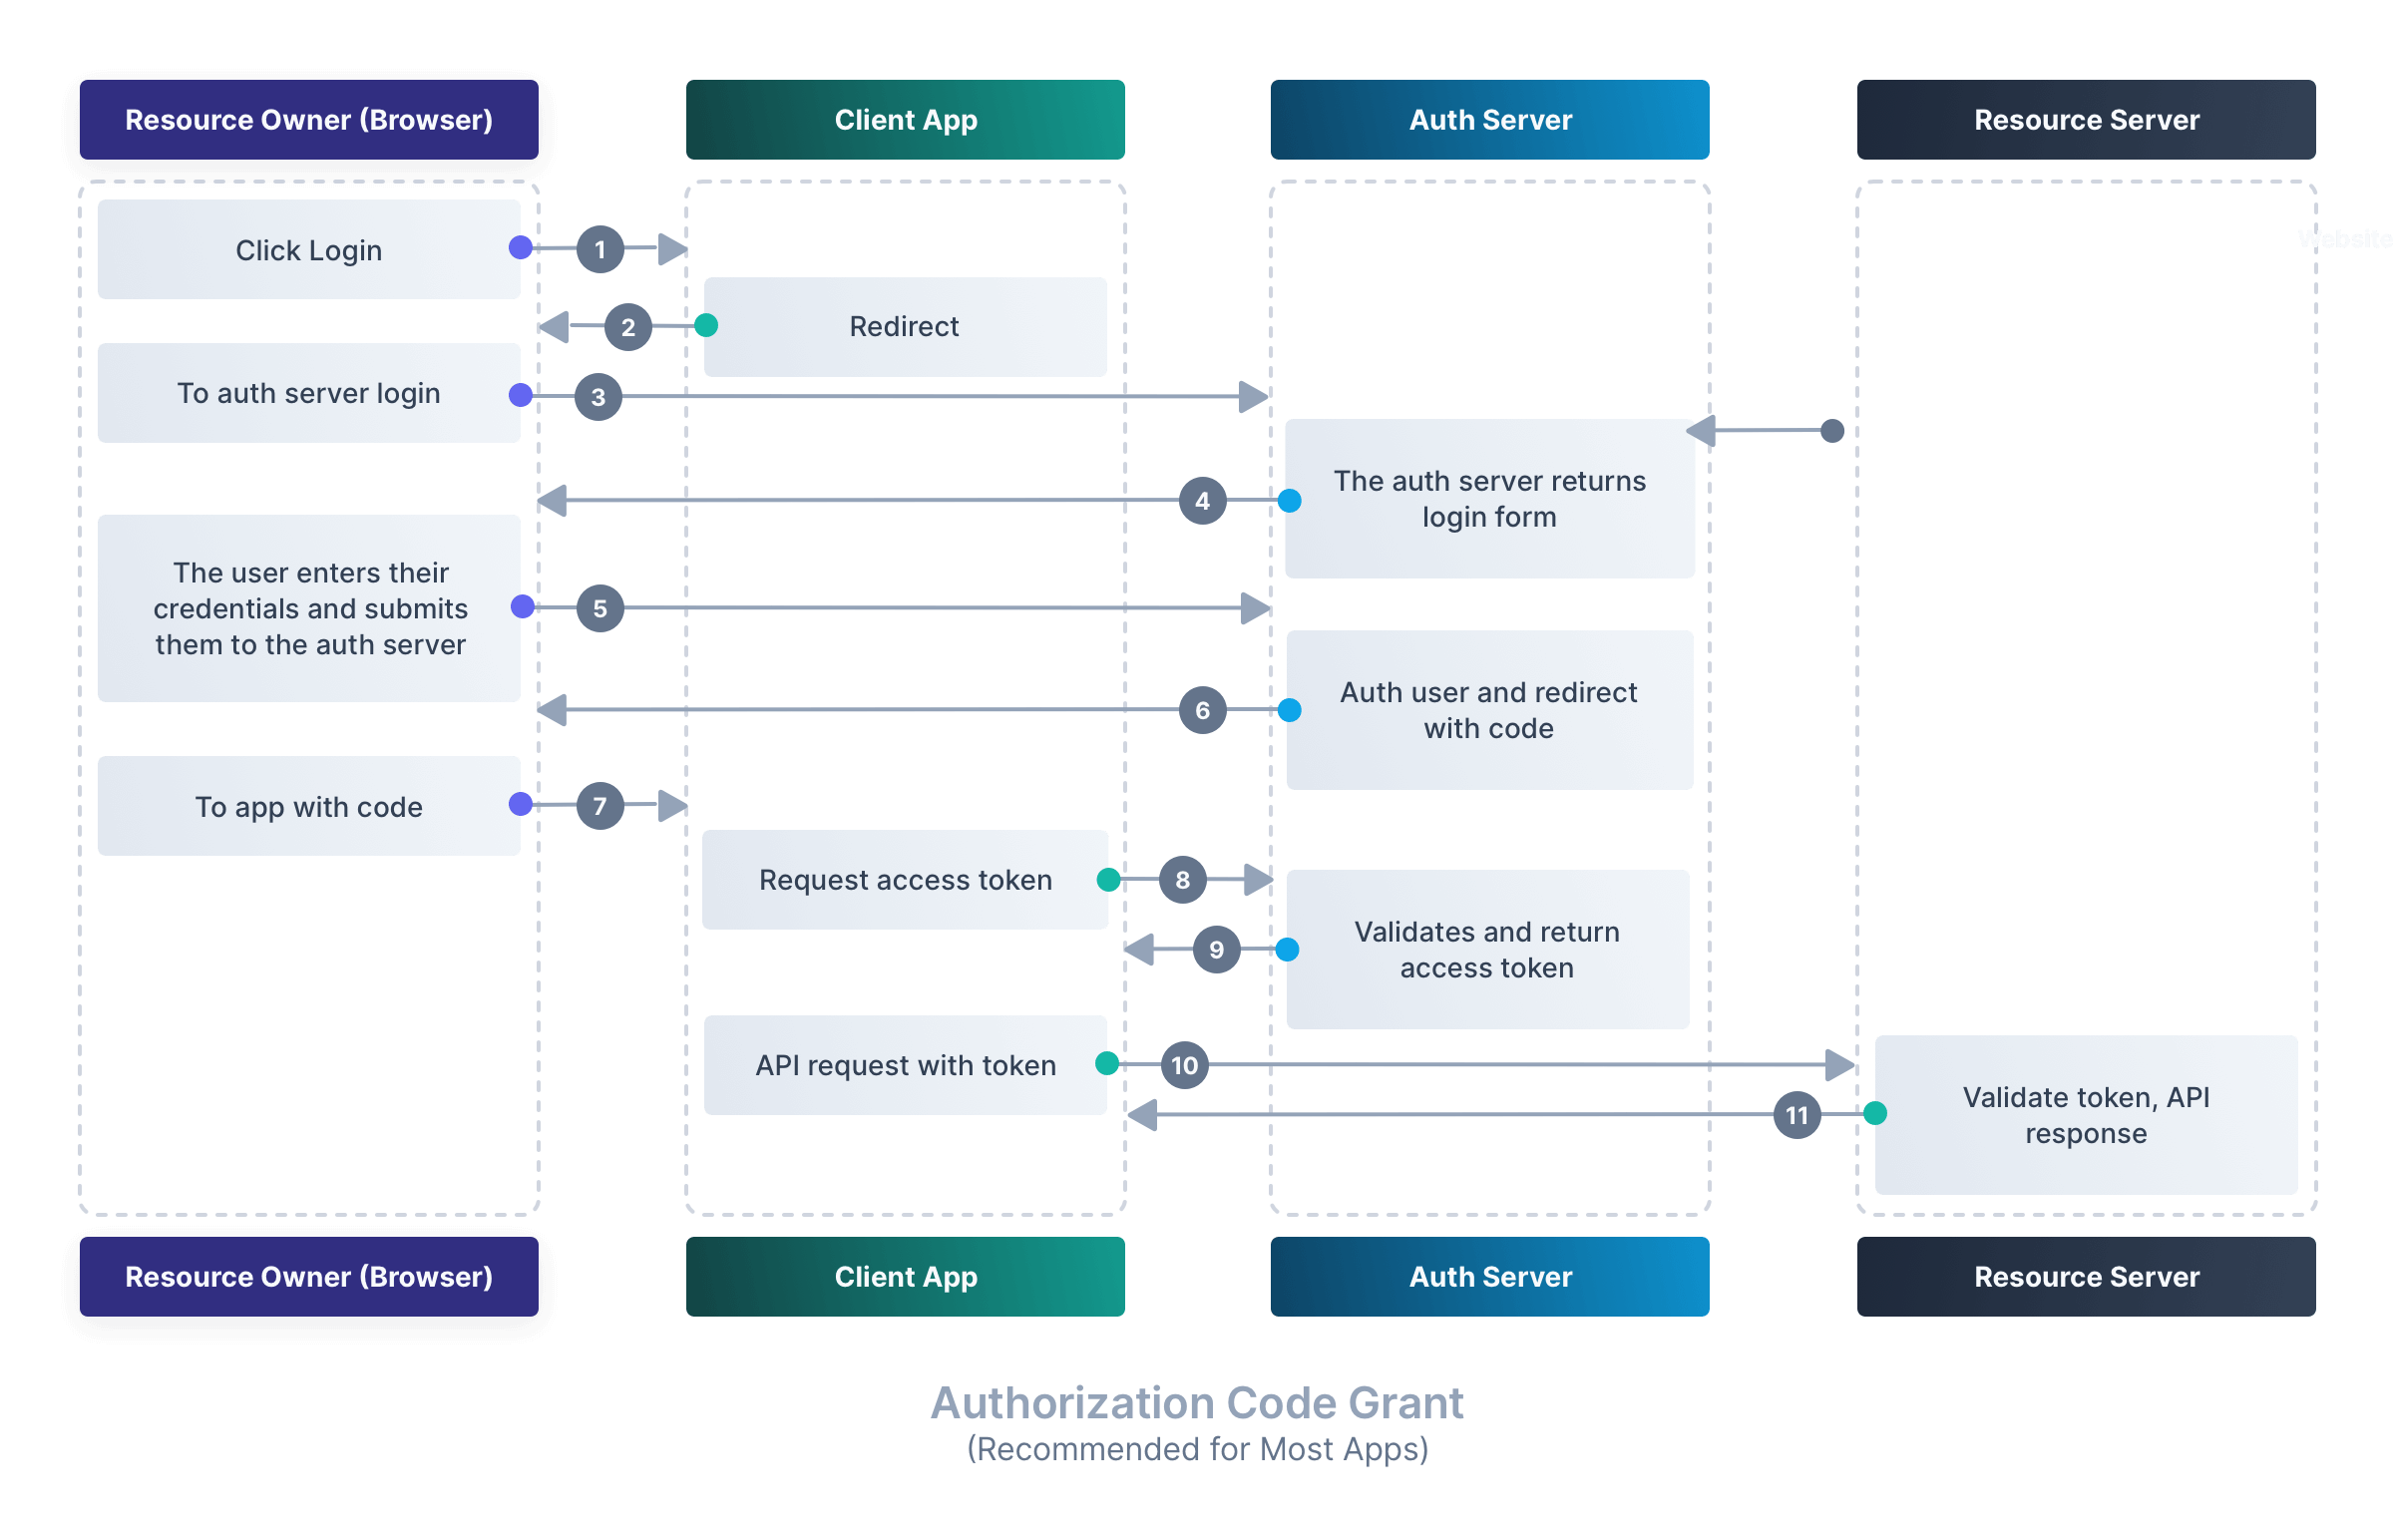 Resource Owner (Browser)
Client App
Auth Server
Resource Server
Click Login
1
Website
2
Redirect
To auth server login
3
The auth server returns
login form
4
The user enters their
credentials and submits
them to the auth server
5
Auth user and redirect
with code
6
To app with code
7
Request access token
8
Validates and return
access token
9
API request with token
10
Validate token, API
response
11
Resource Owner (Browser)
Client App
Auth Server
Resource Server
Authorization Code Grant
(Recommended for Most Apps)